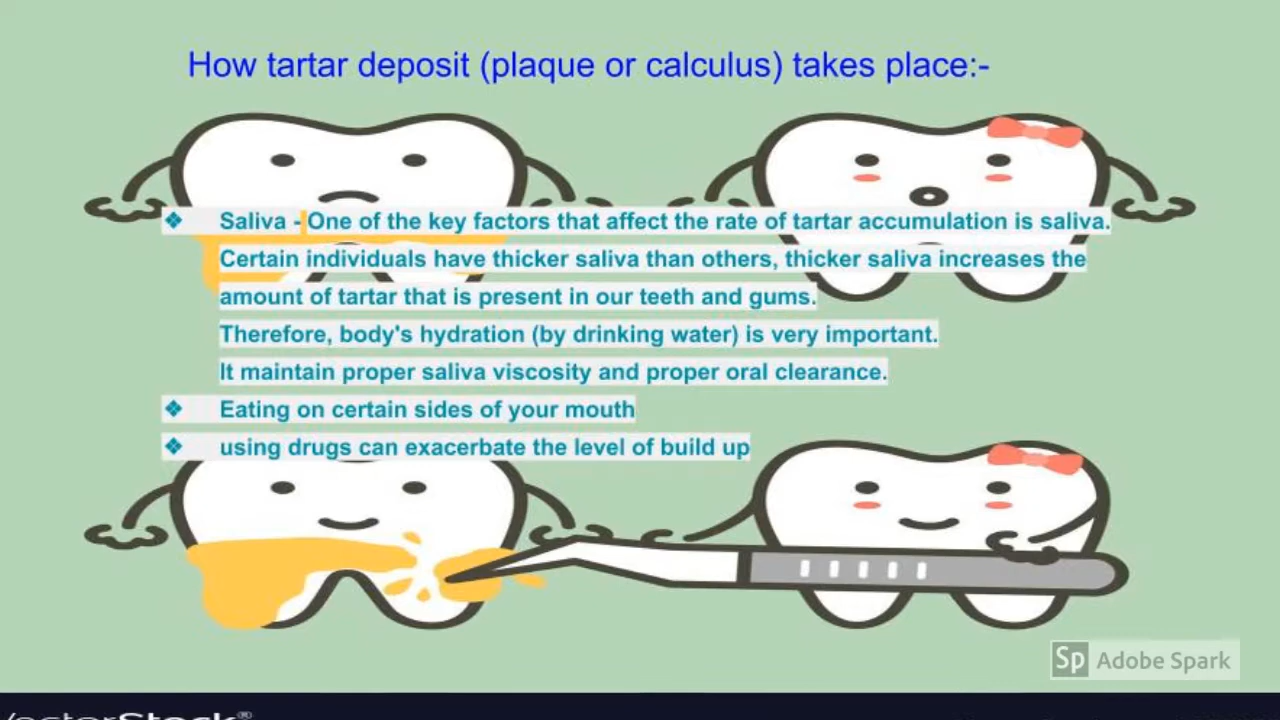 How tartar deposit (plaque or calculus) takes place:-
❖ Saliva - One of the key factors that affect the rate of tartar accumulation is saliva.
Certain individuals have thicker saliva than others, thicker saliva increases the
amount of tartar that is present in our teeth and gums.
Therefore, body's hydration (by drinking water) is very important.
It maintain proper saliva viscosity and proper oral clearance.
❖ Eating on certain sides of your mouth
❖ using drugs can exacerbate the level of build up
Sp Adobe Spark
VectorStock®